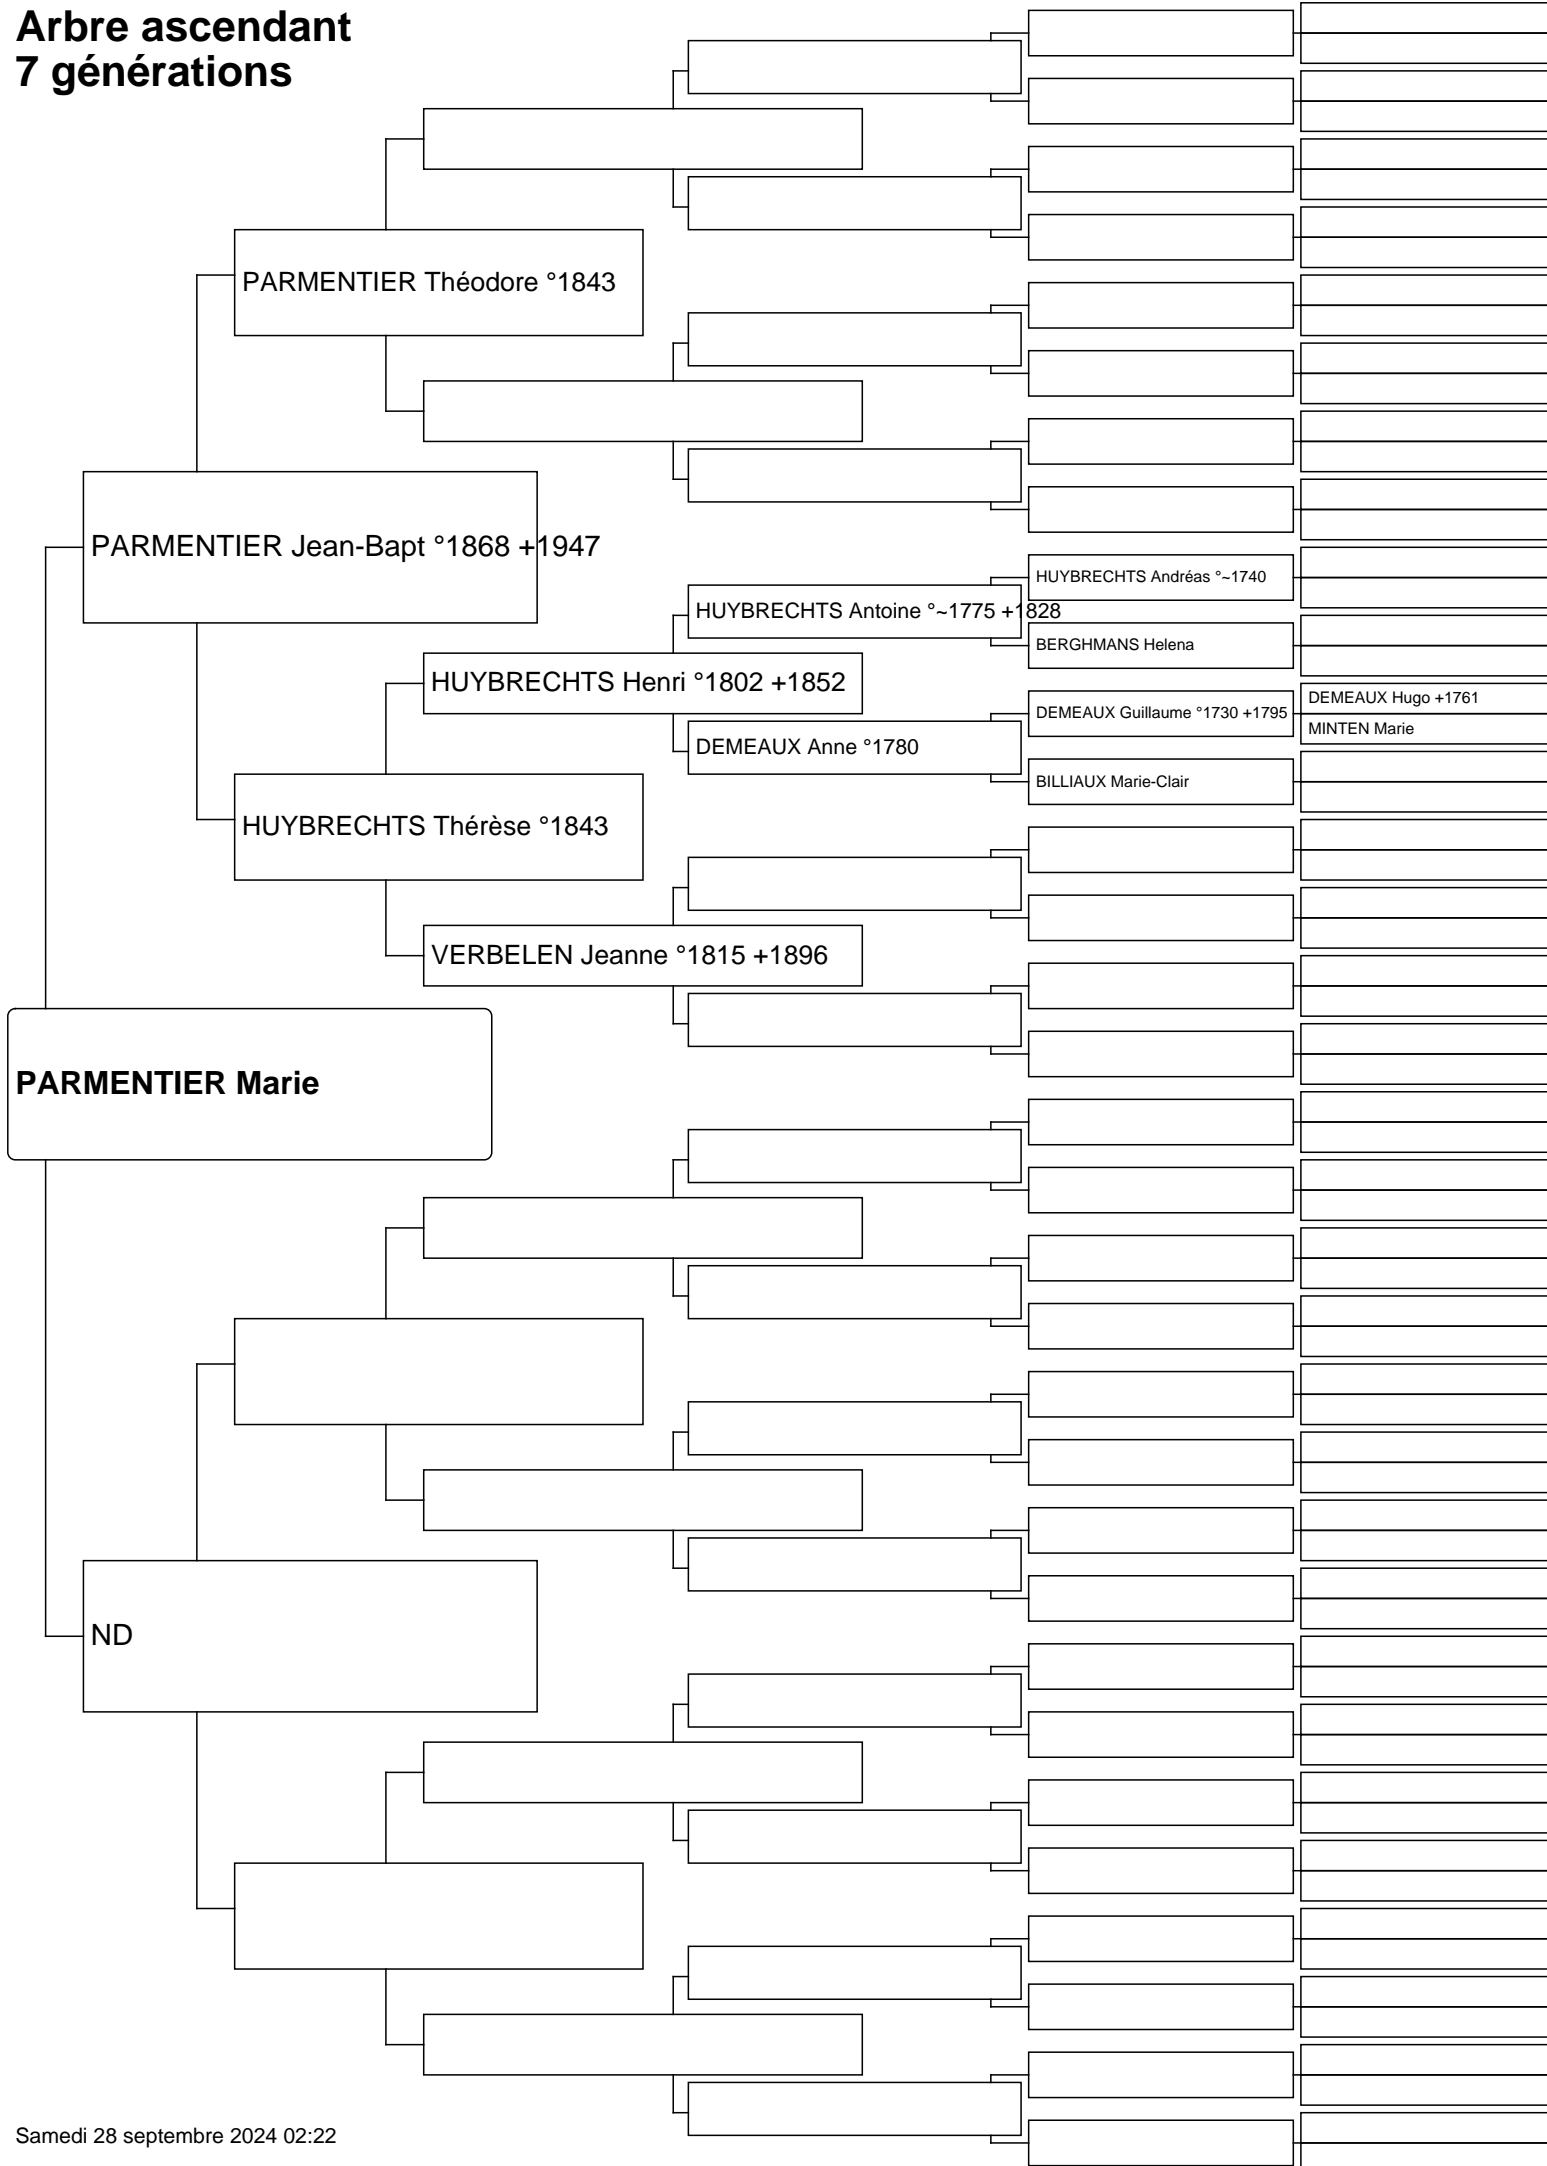 Arbre ascendant
7 générations
PARMENTIER Théodore °1843
PARMENTIER Jean-Bapt °1868 +1947
HUYBRECHTS Andréas °~1740
HUYBRECHTS Antoine °~1775 +1828
BERGHMANS Helena
HUYBRECHTS Henri °1802 +1852
DEMEAUX Hugo +1761
DEMEAUX Guillaume °1730 +1795
MINTEN Marie
DEMEAUX Anne °1780
BILLIAUX Marie-Clair
HUYBRECHTS Thérèse °1843
VERBELEN Jeanne °1815 +1896
PARMENTIER Marie
ND
Samedi 28 septembre 2024 02:22